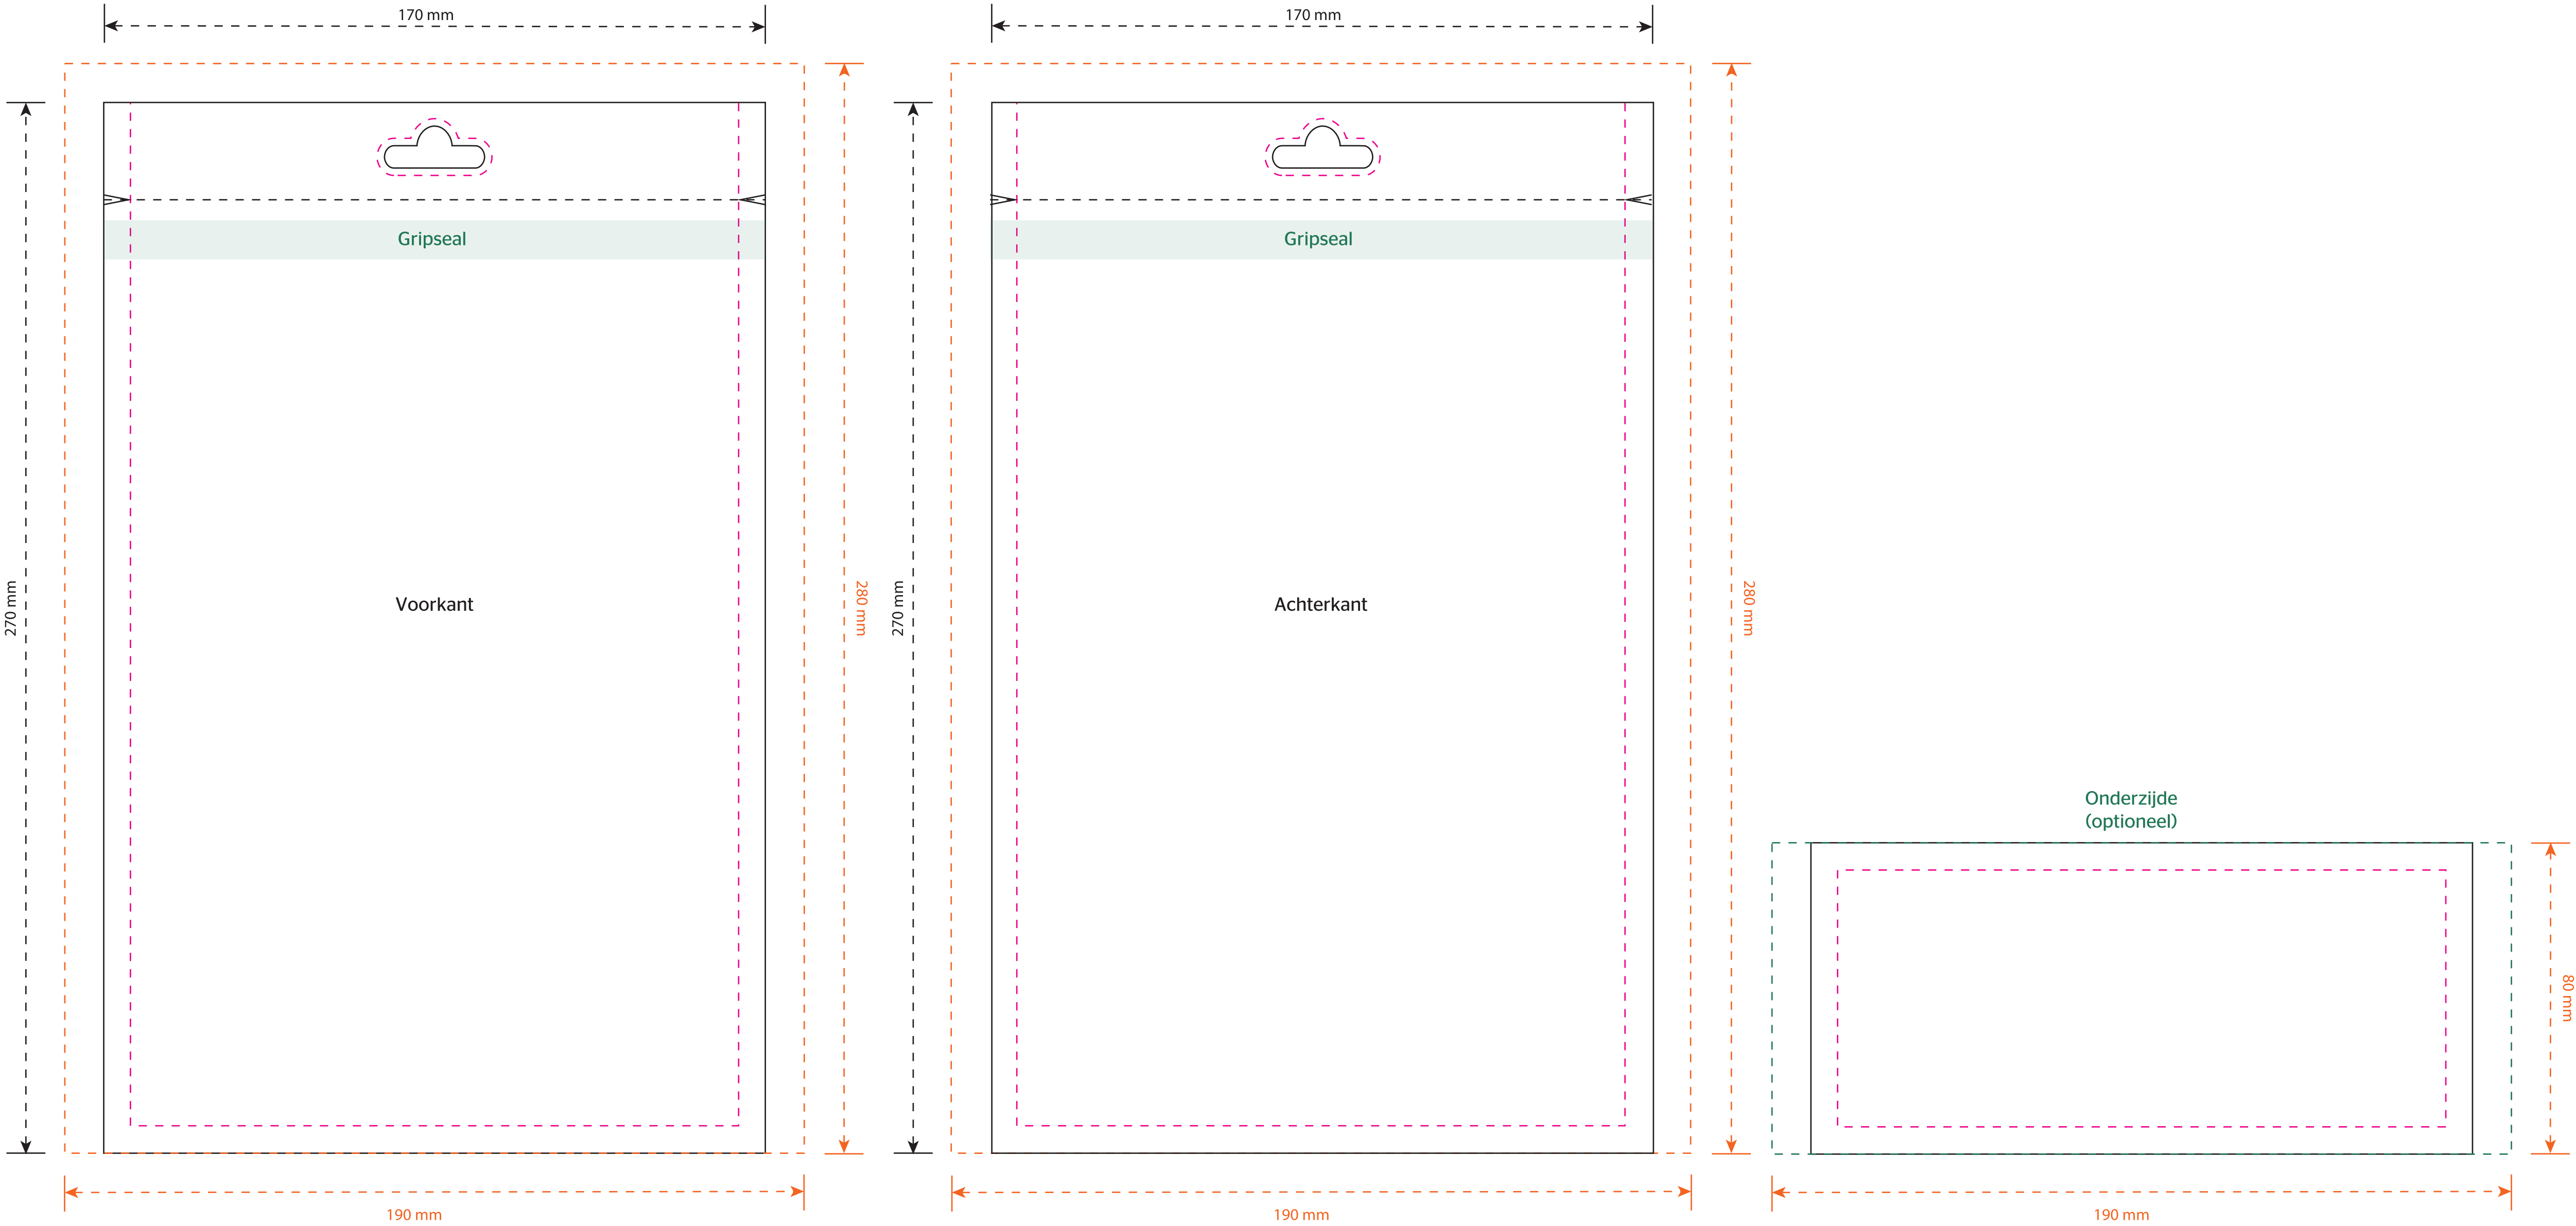 170 mm
170 mm
Gripseal
Gripseal
270 mm
Voorkant
280 mm
270 mm
Achterkant
280 mm
Onderzijde
(optioneel)
80 mm
190 mm
190 mm
190 mm